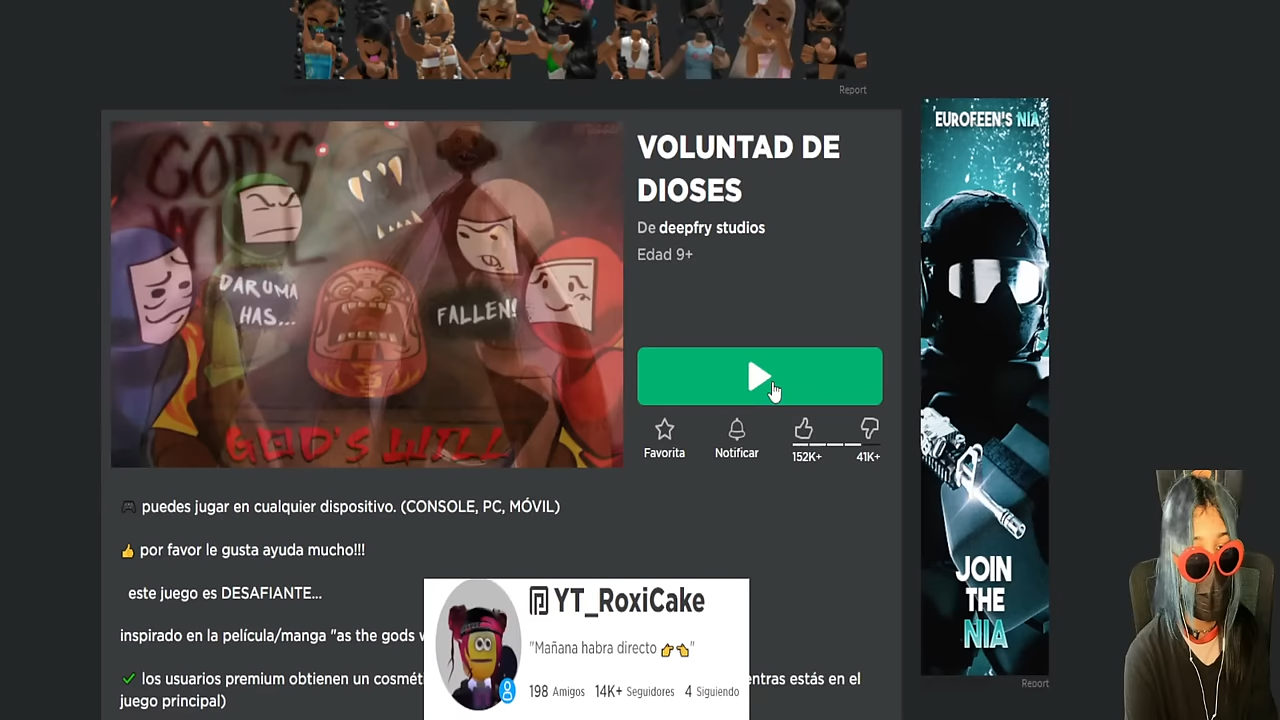 Report
GOD'S
DARUMA
HAS...
FALLEN!
GOD'S WILL
VOLUNTAD DE
DIOSES
De deepfry studios
Edad 9+
Favorita
Notificar
152K+
41K+
🎮 puedes jugar en cualquier dispositivo. (CONSOLE, PC, MÓVIL)
👍 por favor le gusta ayuda mucho!!!
este juego es DESAFIANTE...
inspirado en la película/manga "as the gods
✔ los usuarios premium obtienen un
entras estás en el
juego principal)
YT_RoxiCake
"Mañana habra directo 👉👈"
198 Amigos 14K+ Seguidores 4 Siguiendo
EUROFEEN'S NIA
JOIN
THE
NIA
Report